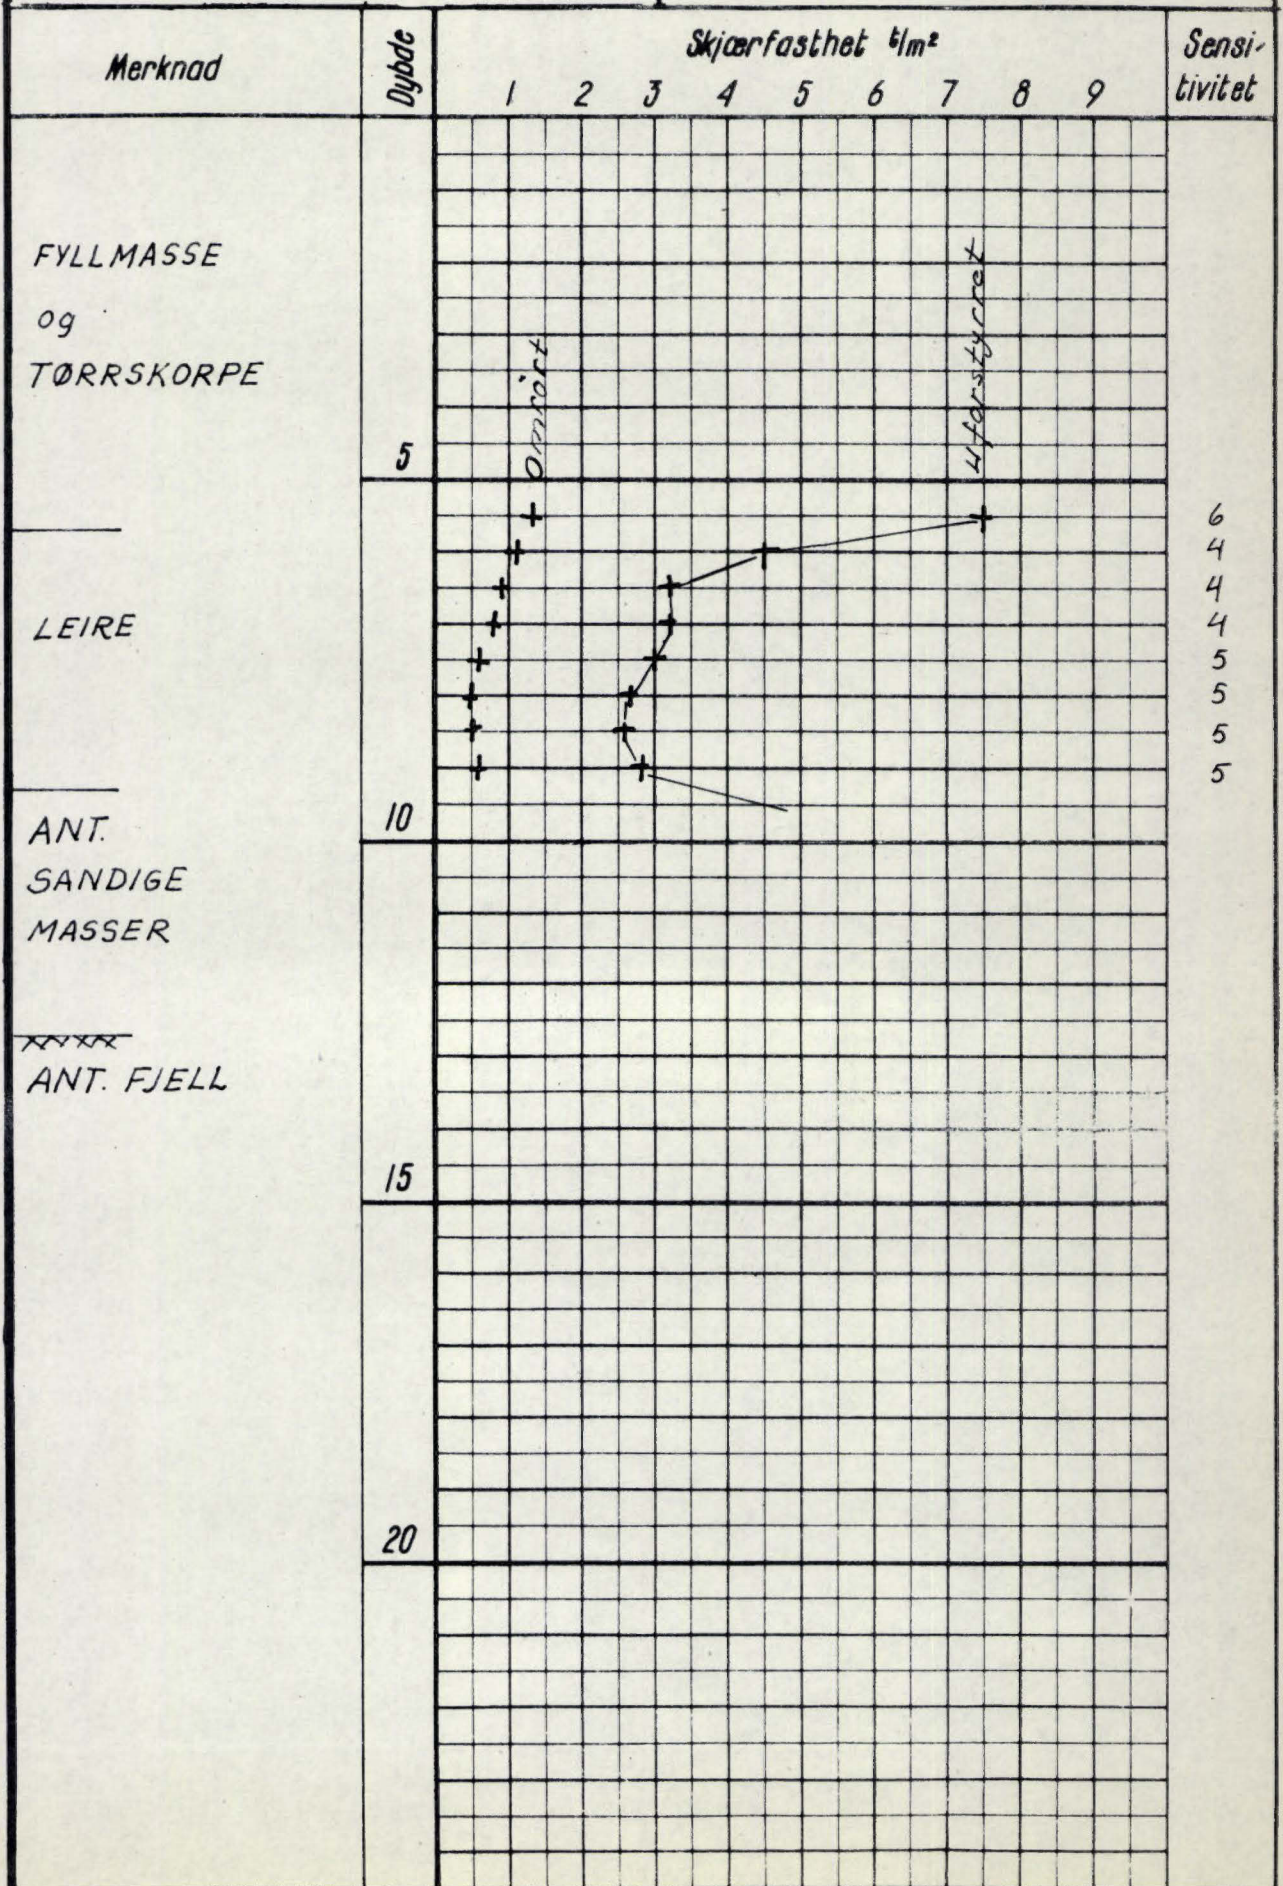 Merknad
Dybde
Skjærfasthet t/m²
Sensi-
tivitet
1 2 3 4 5 6 7 8 9
FYLLMASSE
og
TØRRSKORPE
Omrørt
Uforstyrret
5
6
4
4
LEIRE
4
5
5
5
5
10
ANT.
SANDIGE
MASSER
ANT. FJELL
15
20